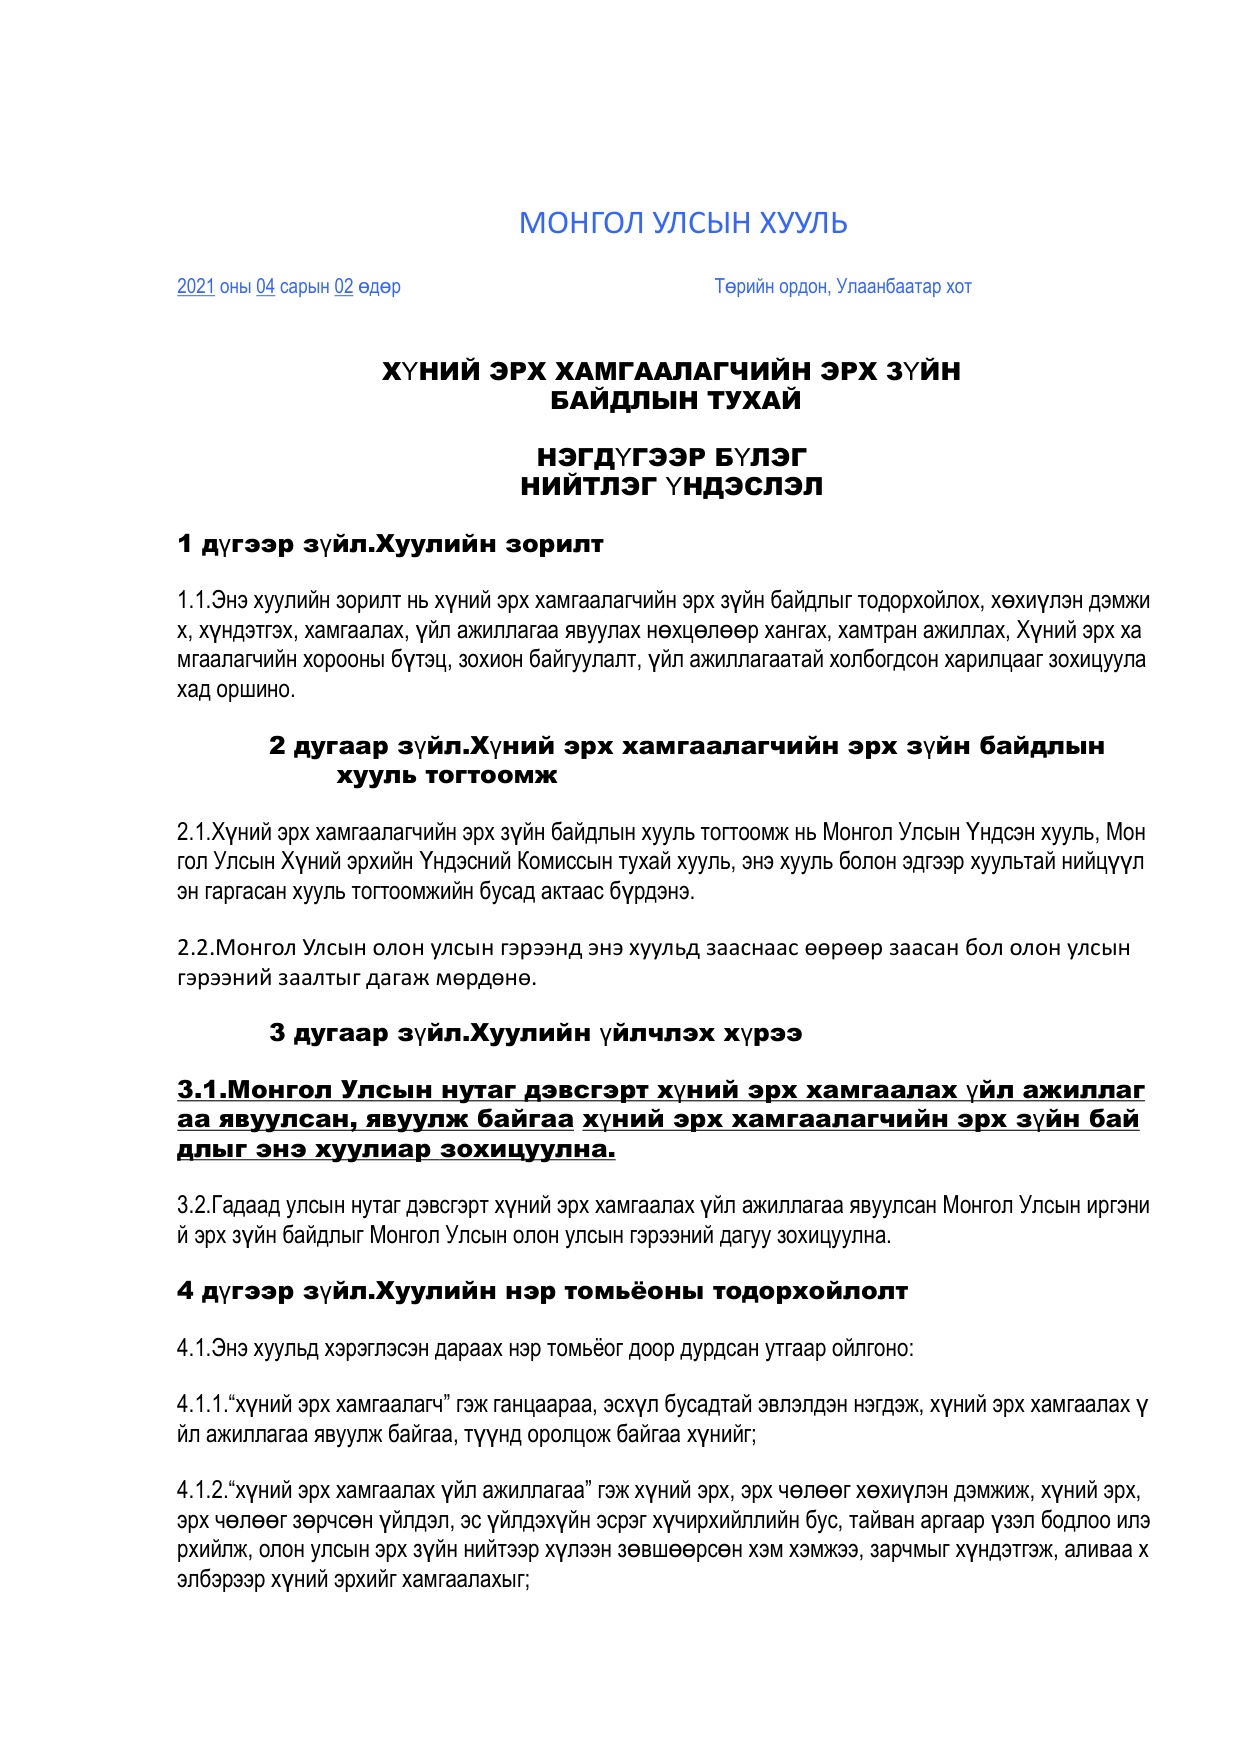 МОНГОЛ УЛСЫН ХУУЛЬ
2021 оны 04 сарын 02 өдөр Төрийн ордон, Улаанбаатар хот
ХҮНИЙ ЭРХ ХАМГААЛАГЧИЙН ЭРХ ЗҮЙН
БАЙДЛЫН ТУХАЙ
НЭГДҮГЭЭР БҮЛЭГ
НИЙТЛЭГ ҮНДЭСЛЭЛ
1 дүгээр зүйл.Хуулийн зорилт
1.1.Энэ хуулийн зорилт нь хүний эрх хамгаалагчийн эрх зүйн байдлыг тодорхойлох, хөхиүлэн дэмжи
х, хүндэтгэх, хамгаалах, үйл ажиллагаа явуулах нөхцөлөөр хангах, хамтран ажиллах, Хүний эрх ха
мгаалагчийн хорооны бүтэц, зохион байгуулалт, үйл ажиллагаатай холбогдсон харилцааг зохицуула
хад оршино.
2 дугаар зүйл.Хүний эрх хамгаалагчийн эрх зүйн байдлын
хууль тогтоомж
2.1.Хүний эрх хамгаалагчийн эрх зүйн байдлын хууль тогтоомж нь Монгол Улсын Үндсэн хууль, Мон
гол Улсын Хүний эрхийн Үндэсний Комиссын тухай хууль, энэ хууль болон эдгээр хуультай нийцүүл
эн гаргасан хууль тогтоомжийн бусад актаас бүрдэнэ.
2.2.Монгол Улсын олон улсын гэрээнд энэ хуульд зааснаас өөрөөр заасан бол олон улсын
гэрээний заалтыг дагаж мөрдөнө.
3 дугаар зүйл.Хуулийн үйлчлэх хүрээ
3.1.Монгол Улсын нутаг дэвсгэрт хүний эрх хамгаалах үйл ажиллаг
аа явуулсан, явуулж байгаа хүний эрх хамгаалагчийн эрх зүйн бай
длыг энэ хуулиар зохицуулна.
3.2.Гадаад улсын нутаг дэвсгэрт хүний эрх хамгаалах үйл ажиллагаа явуулсан Монгол Улсын иргэни
й эрх зүйн байдлыг Монгол Улсын олон улсын гэрээний дагуу зохицуулна.
4 дүгээр зүйл.Хуулийн нэр томьёоны тодорхойлолт
4.1.Энэ хуульд хэрэглэсэн дараах нэр томьёог доор дурдсан утгаар ойлгоно:
4.1.1.“хүний эрх хамгаалагч” гэж ганцаараа, эсхүл бусадтай эвлэлдэн нэгдэж, хүний эрх хамгаалах ү
йл ажиллагаа явуулж байгаа, түүнд оролцож байгаа хүнийг;
4.1.2.“хүний эрх хамгаалах үйл ажиллагаа” гэж хүний эрх, эрх чөлөөг хөхиүлэн дэмжиж, хүний эрх,
эрх чөлөөг зөрчсөн үйлдэл, эс үйлдэхүйн эсрэг хүчирхийллийн бус, тайван аргаар үзэл бодлоо илэ
рхийлж, олон улсын эрх зүйн нийтээр хүлээн зөвшөөрсөн хэм хэмжээ, зарчмыг хүндэтгэж, аливаа х
элбэрээр хүний эрхийг хамгаалахыг;